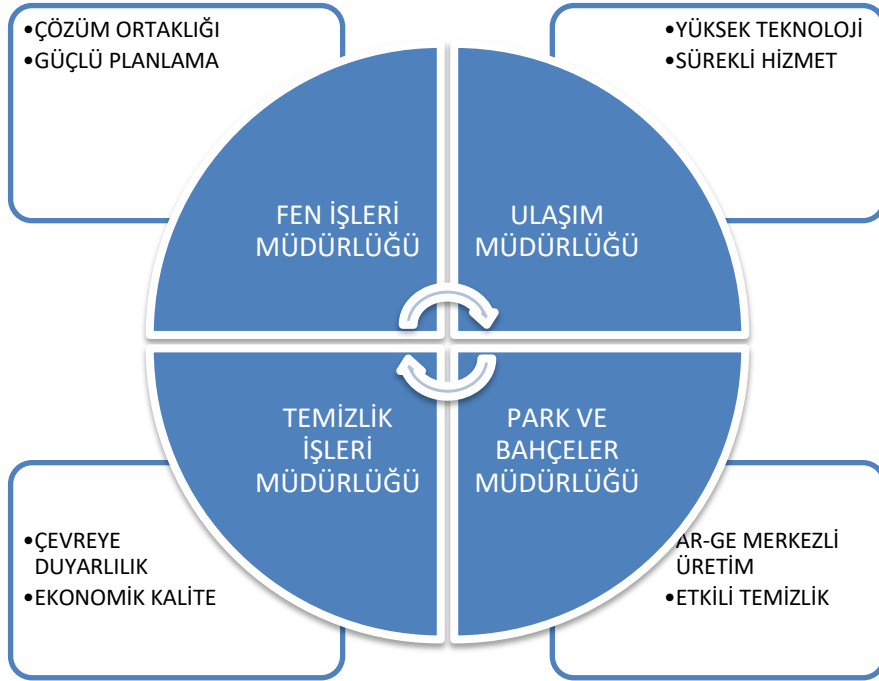 •ÇÖZÜM ORTAKLIĞI
•GÜÇLÜ PLANLAMA
•YÜKSEK TEKNOLOJİ
•SÜREKLİ HİZMET
FEN İŞLERİ
MÜDÜRLÜĞÜ
ULAŞIM
MÜDÜRLÜĞÜ
TEMİZLİK
İŞLERİ
MÜDÜRLÜĞÜ
PARK VE
BAHÇELER
MÜDÜRLÜĞÜ
•ÇEVREYE
DUYARLILIK
•EKONOMİK KALİTE
AR-GE MERKEZLİ
ÜRETİM
•ETKİLİ TEMİZLİK